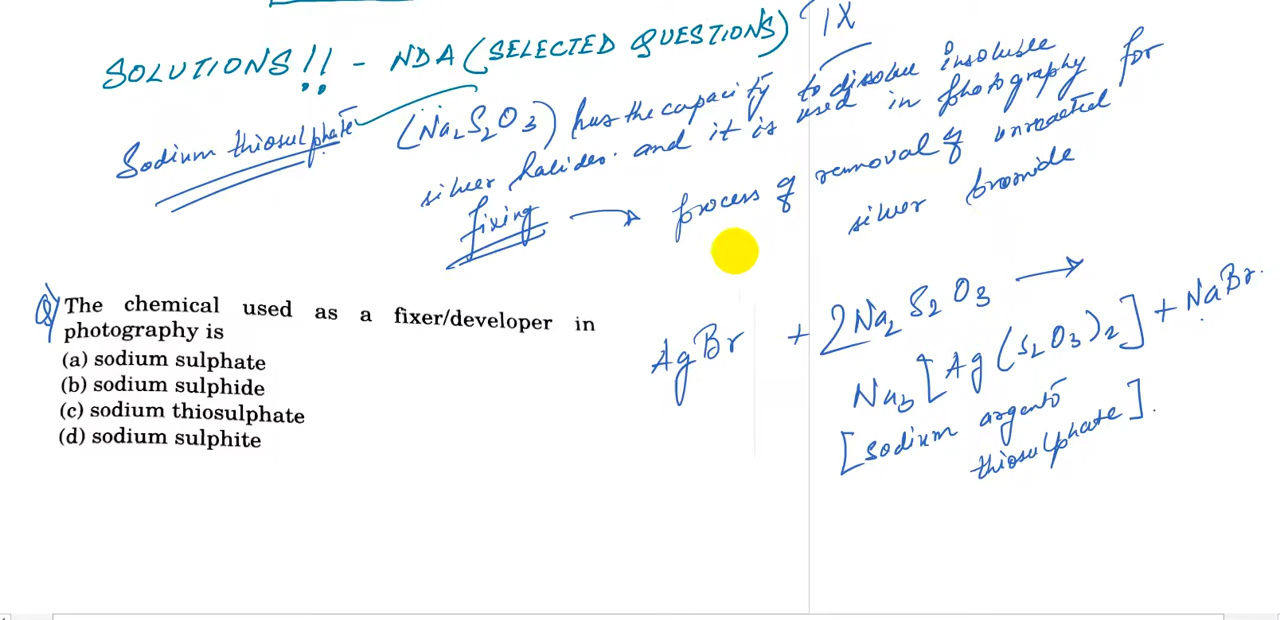 SOLUTIONS!! - NDA (SELECTED QUESTIONS) IX
Sodium thiosulphate (Na2S2O3) has the capacity to dissolve insoluble
silver halides. and it is used in photography for
fixing → process of removal of unreacted
silver bromide
Q) The chemical used as a fixer/developer in
photography is
(a) sodium sulphate
(b) sodium sulphide
(c) sodium thiosulphate
(d) sodium sulphite
AgBr + 2Na2S2O3 →
Na3[Ag(S2O3)2] + NaBr.
[sodium argento
thiosulphate].